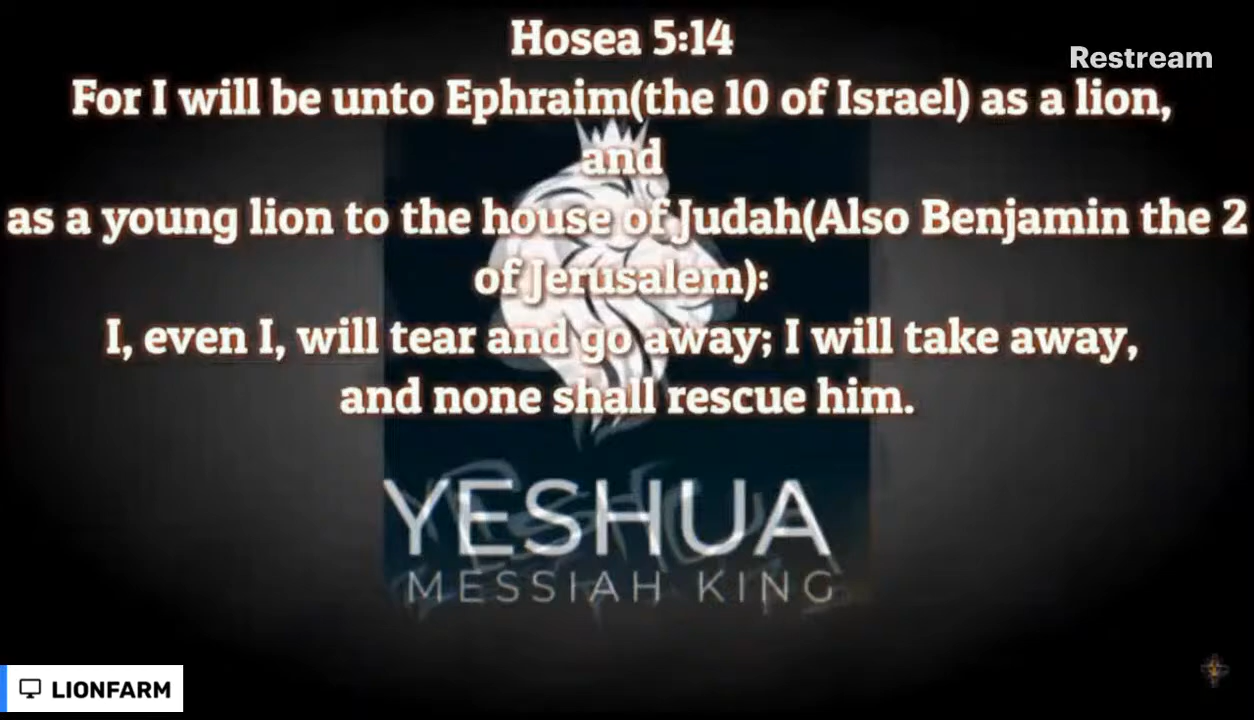 Hosea 5:14
Restream
For I will be unto Ephraim(the 10 of Israel) as a lion,
and
as a young lion to the house of Judah(Also Benjamin the 2
of Jerusalem):
I, even I, will tear and go away; I will take away,
and none shall rescue him.
YESHUA
MESSIAH KING
LIONFARM